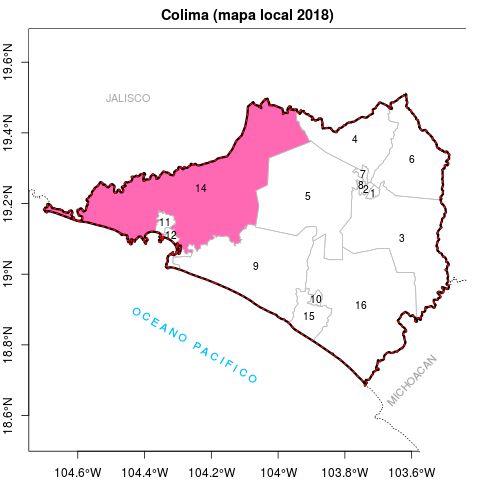 Colima (mapa local 2018)
JALISCO
4
6
7
8
2
1
14
5
11
12
3
9
10
15
16
OCEANO PACIFICO
MICHOACAN
19.6°N
19.4°N
19.2°N
19°N
18.8°N
18.6°N
104.6°W
104.4°W
104.2°W
104°W
103.8°W
103.6°W